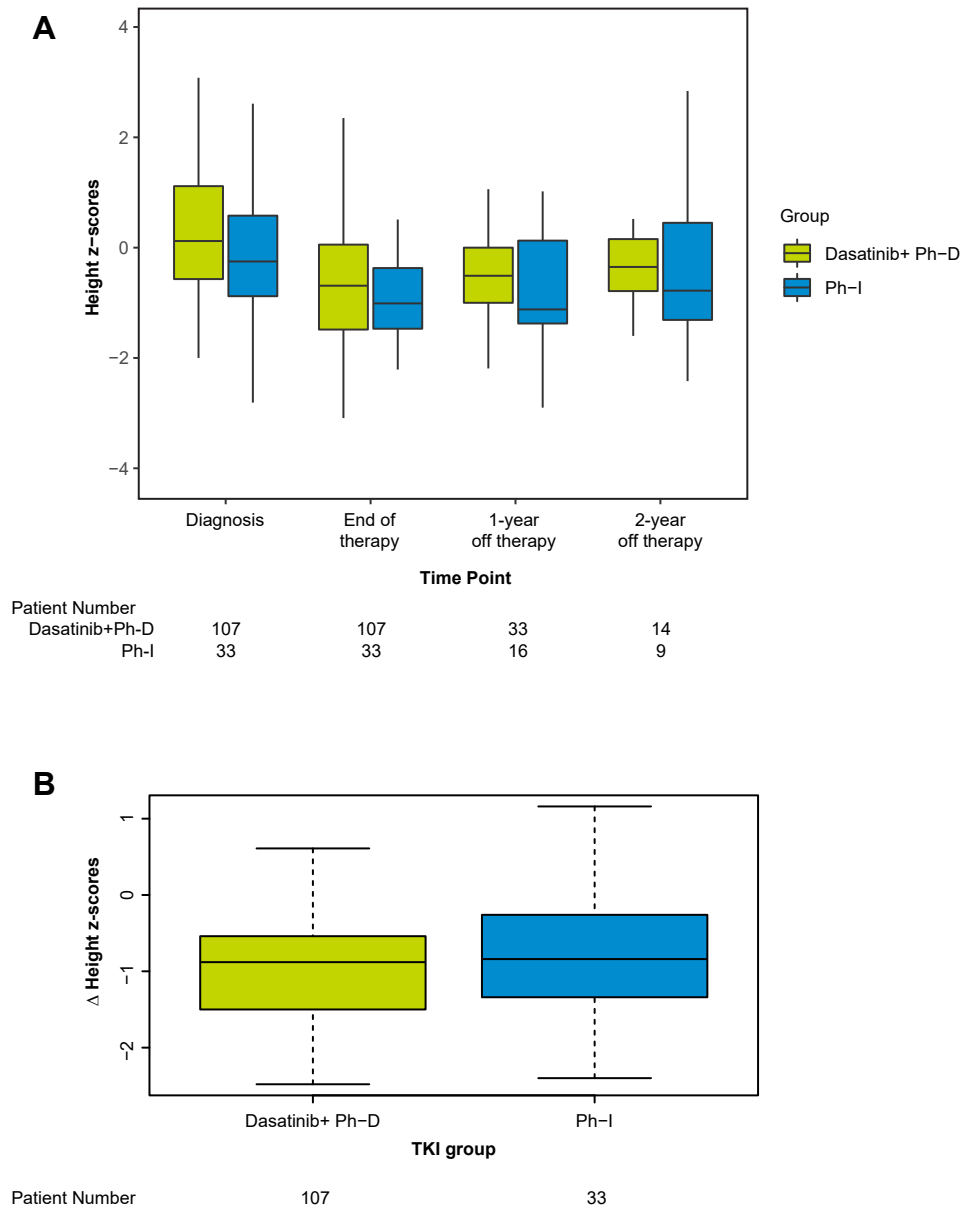 A
4
2
0
−2
−4
Height z−scores
Diagnosis
End of
therapy
1-year
off therapy
2-year
off therapy
Time Point
Group
Dasatinib+ Ph−D
Ph−I
Patient Number
Dasatinib+Ph-D 107 107 33 14
Ph-I 33 33 16 9
B
1
0
−1
−2
Δ Height z-scores
Dasatinib+ Ph−D Ph−I
TKI group
Patient Number 107 33